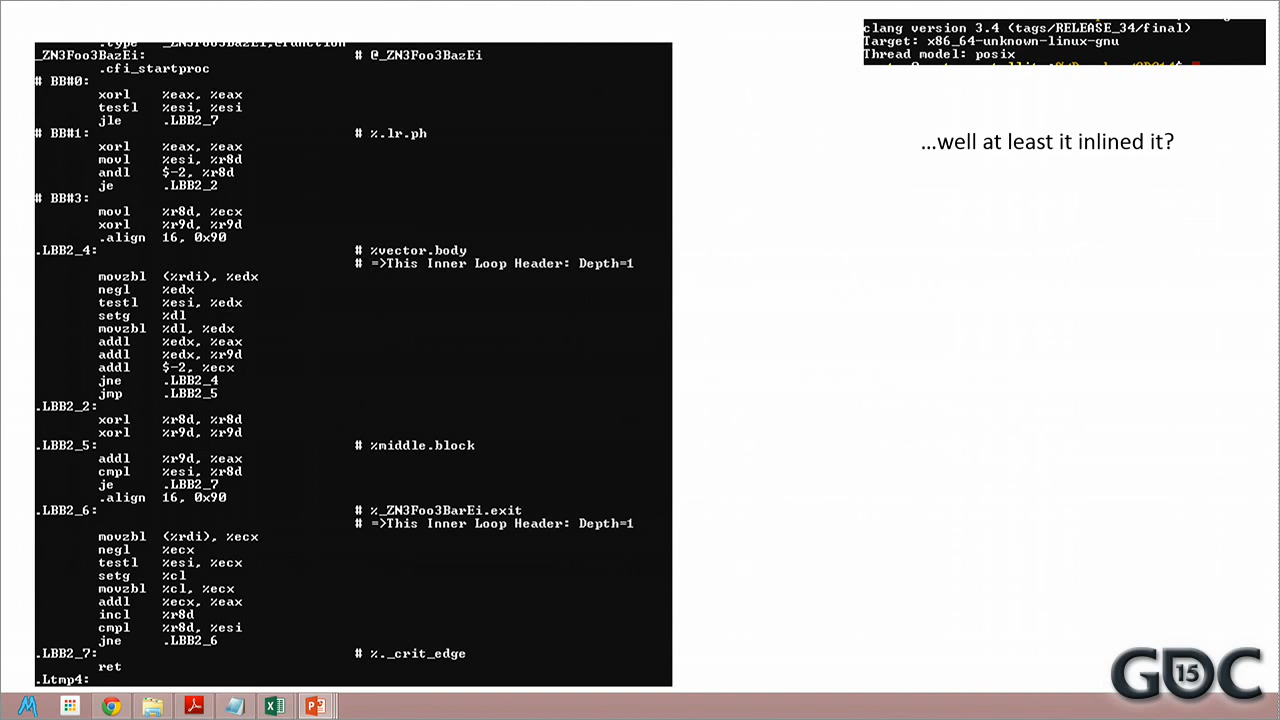 _ZN3Foo3BazEi: # @_ZN3Foo3BazEi
.cfi_startproc
# BB#0:
xorl %eax, %eax
testl %esi, %esi
jle .LBB2_7
# BB#1: # %.lr.ph
xorl %eax, %eax
movl %esi, %r8d
andl $-2, %r8d
je .LBB2_2
# BB#3:
movl %r8d, %ecx
xorl %r9d, %r9d
.align 16, 0x90
.LBB2_4: # %vector.body
# =>This Inner Loop Header: Depth=1
movzbl (%rdi), %edx
negl %edx
testl %esi, %edx
setg %dl
movzbl %dl, %edx
addl %edx, %eax
addl %edx, %r9d
addl $-2, %ecx
jne .LBB2_4
jmp .LBB2_5
.LBB2_2:
xorl %r8d, %r8d
xorl %r9d, %r9d
.LBB2_5: # %middle.block
addl %r9d, %eax
cmpl %esi, %r8d
je .LBB2_7
.align 16, 0x90
.LBB2_6: # %_ZN3Foo3BarEi.exit
# =>This Inner Loop Header: Depth=1
movzbl (%rdi), %ecx
negl %ecx
testl %esi, %ecx
setg %cl
movzbl %cl, %ecx
addl %ecx, %eax
incl %r8d
cmpl %r8d, %esi
jne .LBB2_6
.LBB2_7: # %._crit_edge
ret
.Ltmp4:
clang version 3.4 (tags/RELEASE_34/final)
Target: x86_64-unknown-linux-gnu
Thread model: posix
…well at least it inlined it?
GDC 15